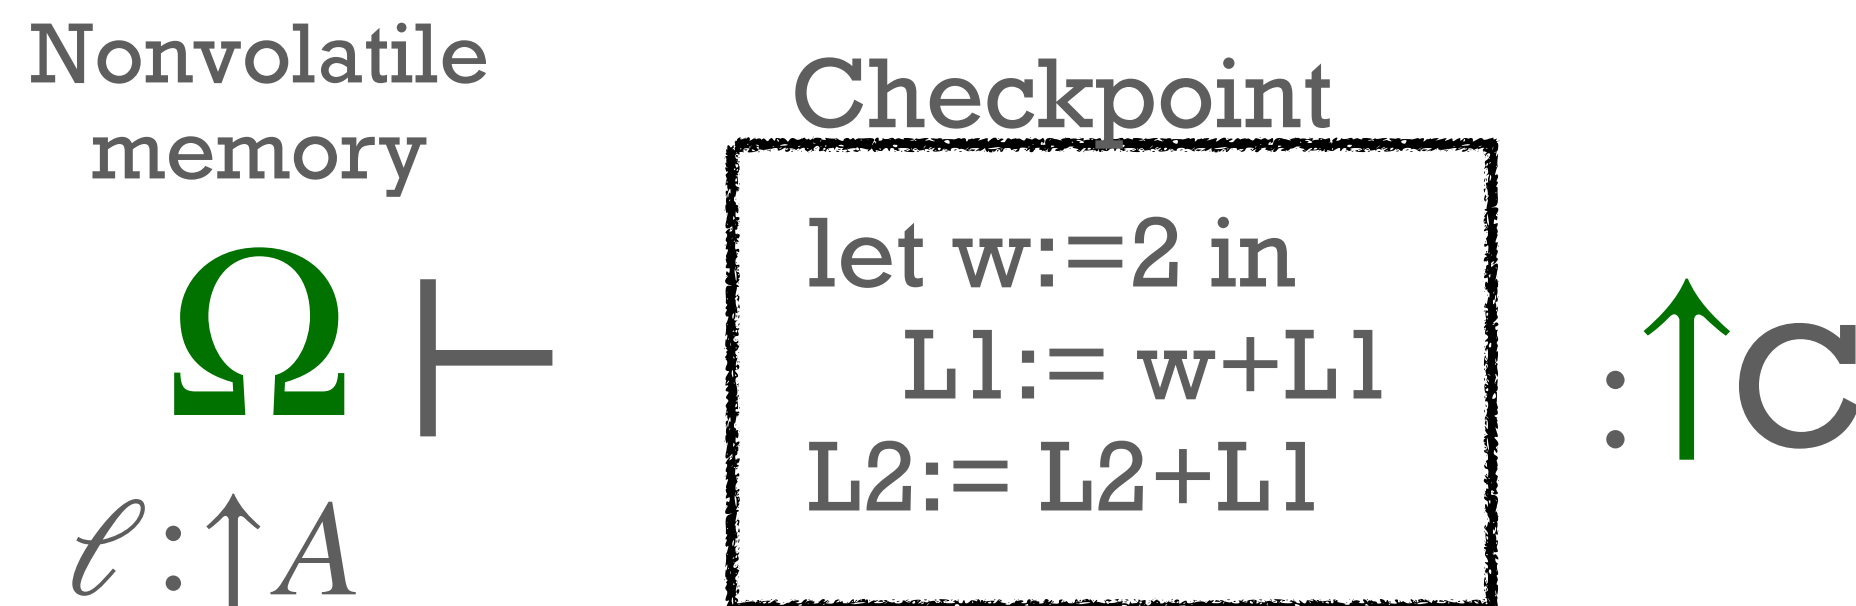 Nonvolatile
memory
Checkpoint
Ω ⊢
let w:=2 in
L1:= w+L1
L2:= L2+L1
:↑C
ℓ:↑A